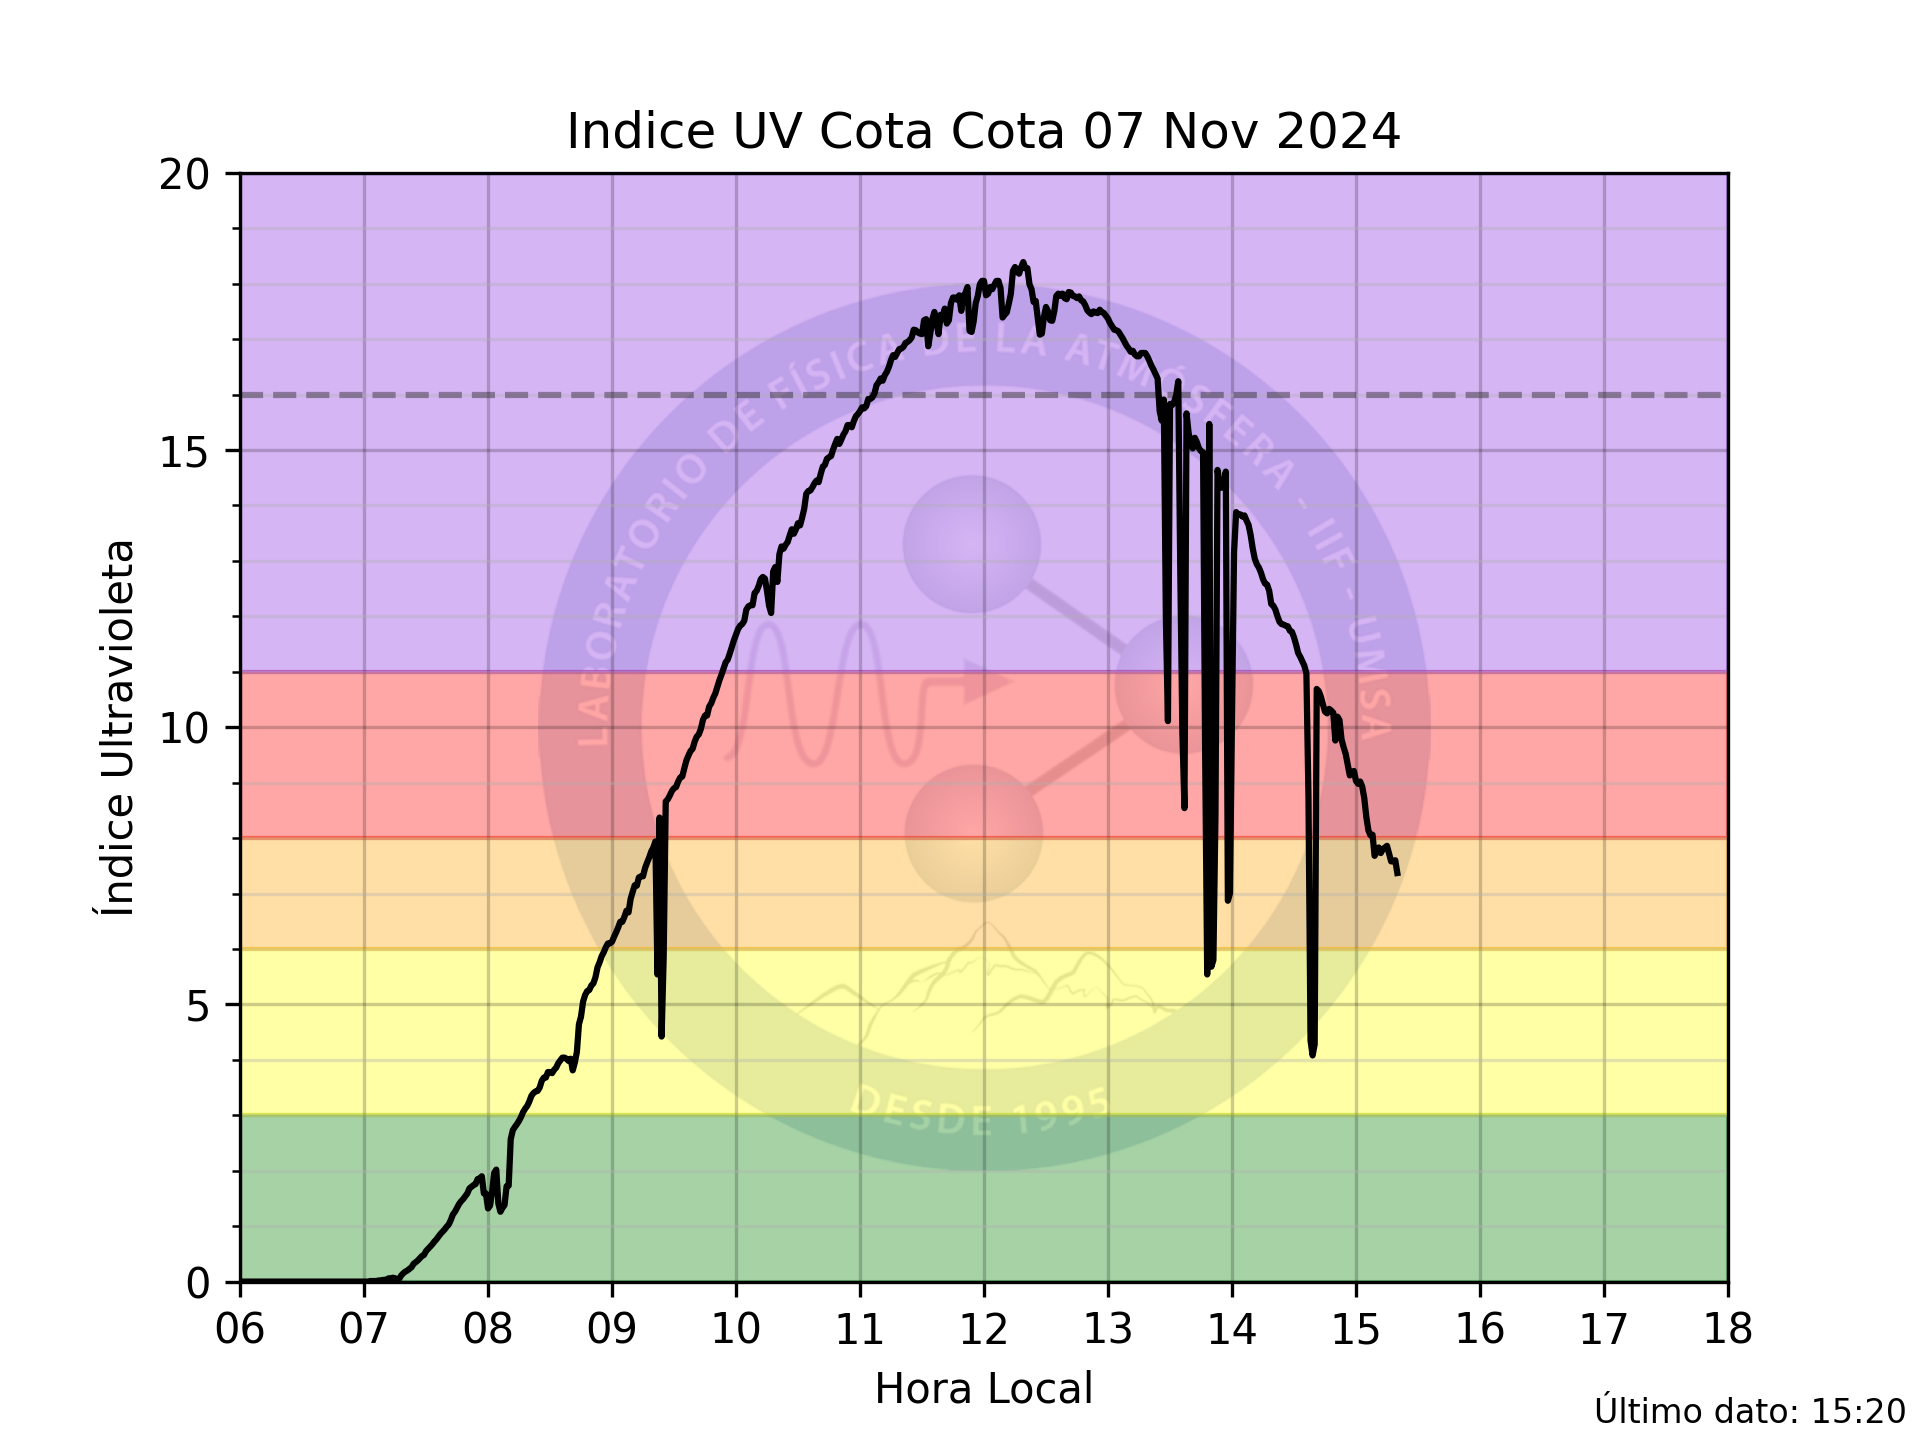 Indice UV Cota Cota 07 Nov 2024
20
15
10
5
0
Índice Ultravioleta
LABORATORIO DE FÍSICA DE LA ATMÓSFERA - IIF - UMSA
DESDE 1995
06 07 08 09 10 11 12 13 14 15 16 17 18
Hora Local
Último dato: 15:20